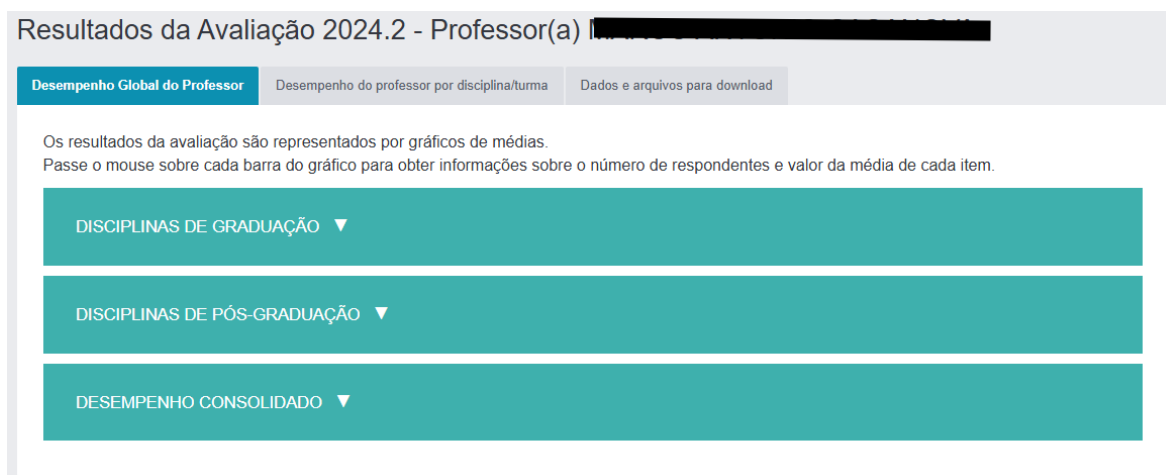 Resultados da Avaliação 2024.2 - Professor(a)
Desempenho Global do Professor
Desempenho do professor por disciplina/turma
Dados e arquivos para download
Os resultados da avaliação são representados por gráficos de médias.
Passe o mouse sobre cada barra do gráfico para obter informações sobre o número de respondentes e valor da média de cada item.
DISCIPLINAS DE GRADUAÇÃO ▼
DISCIPLINAS DE PÓS-GRADUAÇÃO ▼
DESEMPENHO CONSOLIDADO ▼